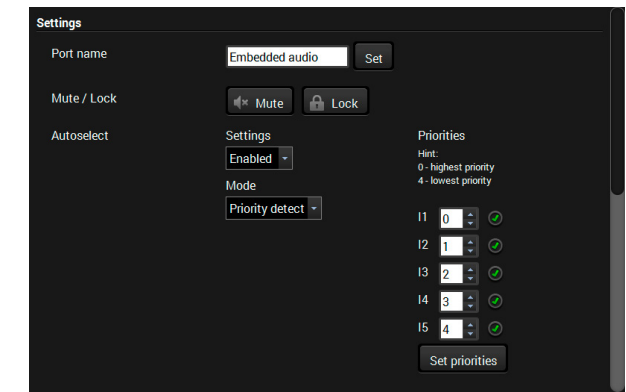 Settings
Port name
Embedded audio
Set
Mute / Lock
Mute
Lock
Autoselect
Settings
Enabled
Mode
Priority detect
Priorities
Hint:
0 - highest priority
4 - lowest priority
I1 0
I2 1
I3 2
I4 3
I5 4
Set priorities